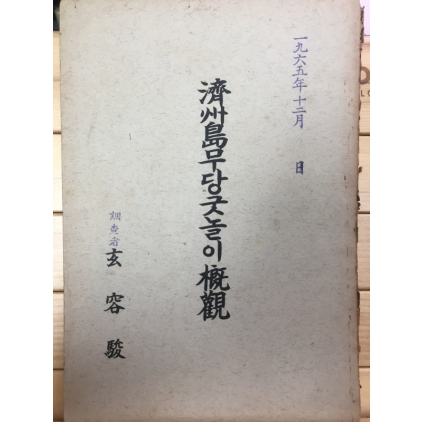 一九六五年十二月 日
濟州島무당굿놀이槪觀
調査者
玄容駿